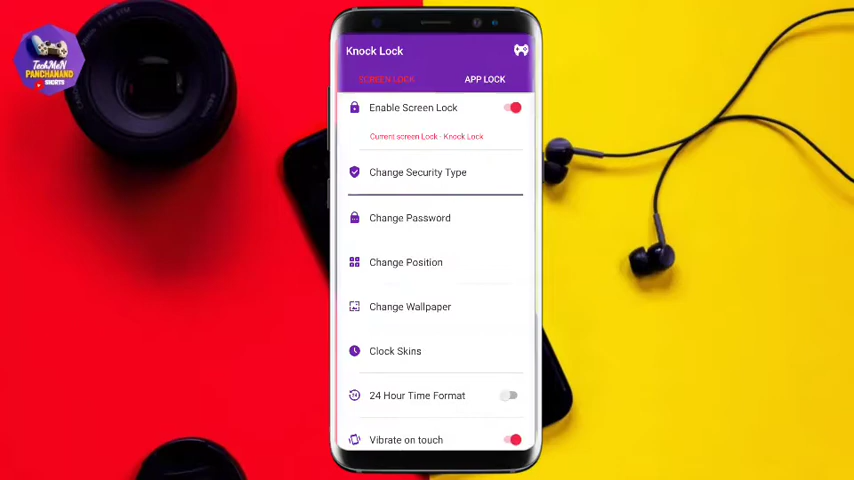 TechMeN
PANCHANAND
SHORTS
Knock Lock
SCREEN LOCK
APP LOCK
Enable Screen Lock
Current screen Lock - Knock Lock
Change Security Type
Change Password
Change Position
Change Wallpaper
Clock Skins
24 Hour Time Format
Vibrate on touch